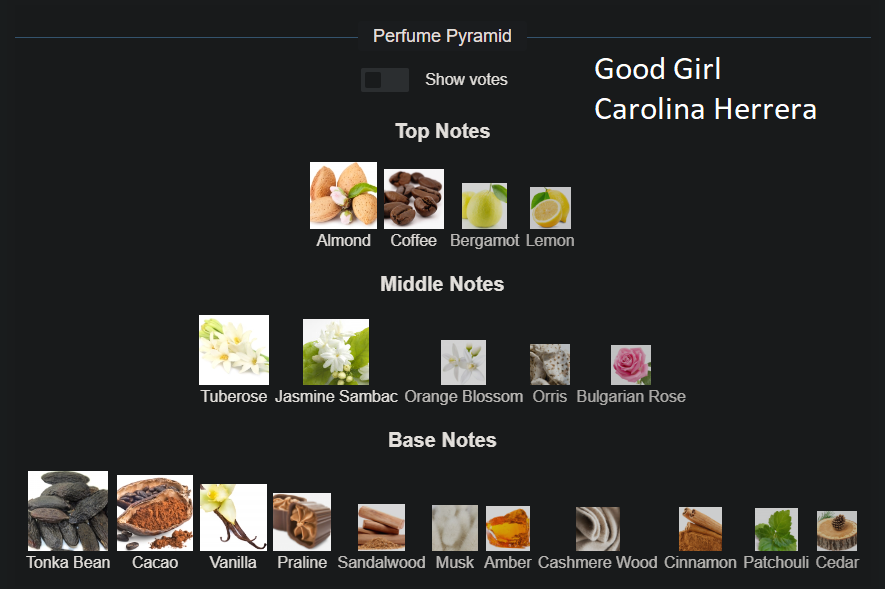 Perfume Pyramid
Show votes
Good Girl
Carolina Herrera
Top Notes
Almond Coffee Bergamot Lemon
Middle Notes
Tuberose Jasmine Sambac Orange Blossom Orris Bulgarian Rose
Base Notes
Tonka Bean Cacao Vanilla Praline Sandalwood Musk Amber Cashmere Wood Cinnamon Patchouli Cedar